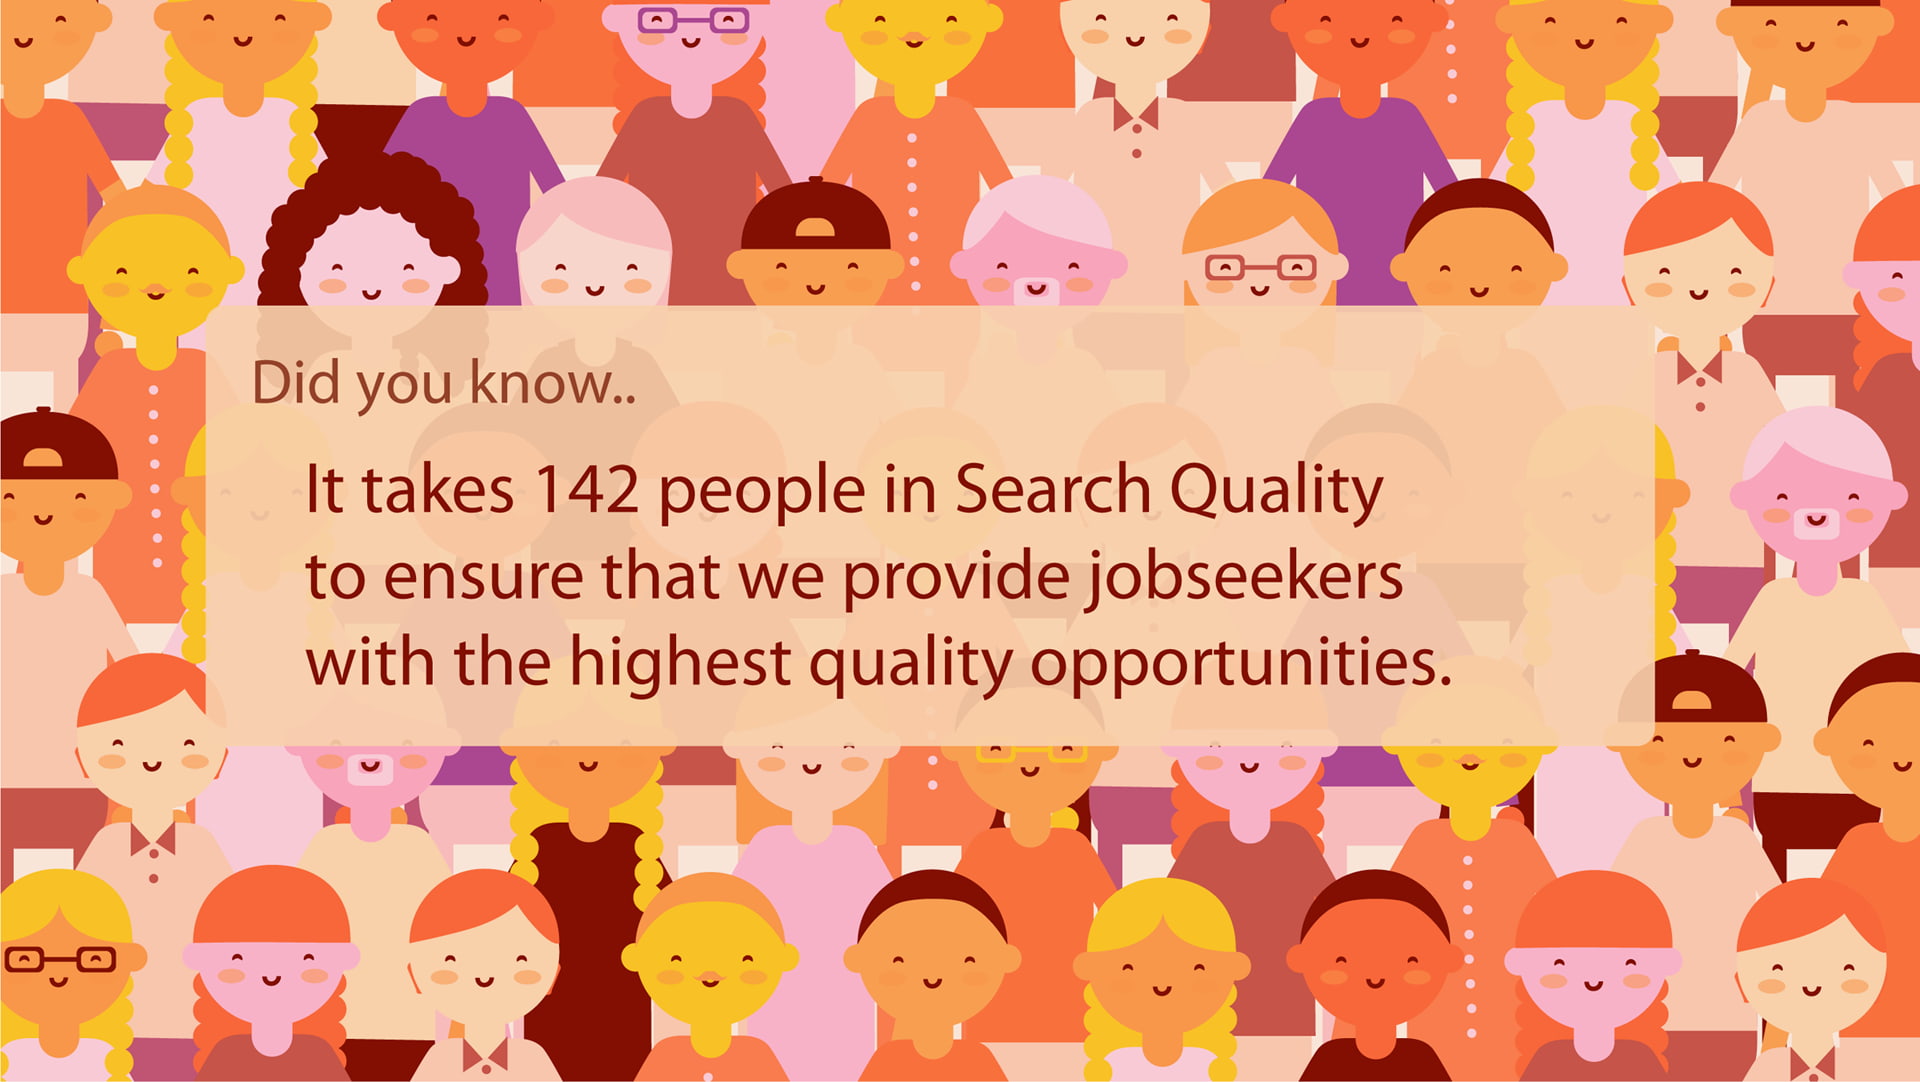 Did you know..
It takes 142 people in Search Quality
to ensure that we provide jobseekers
with the highest quality opportunities.